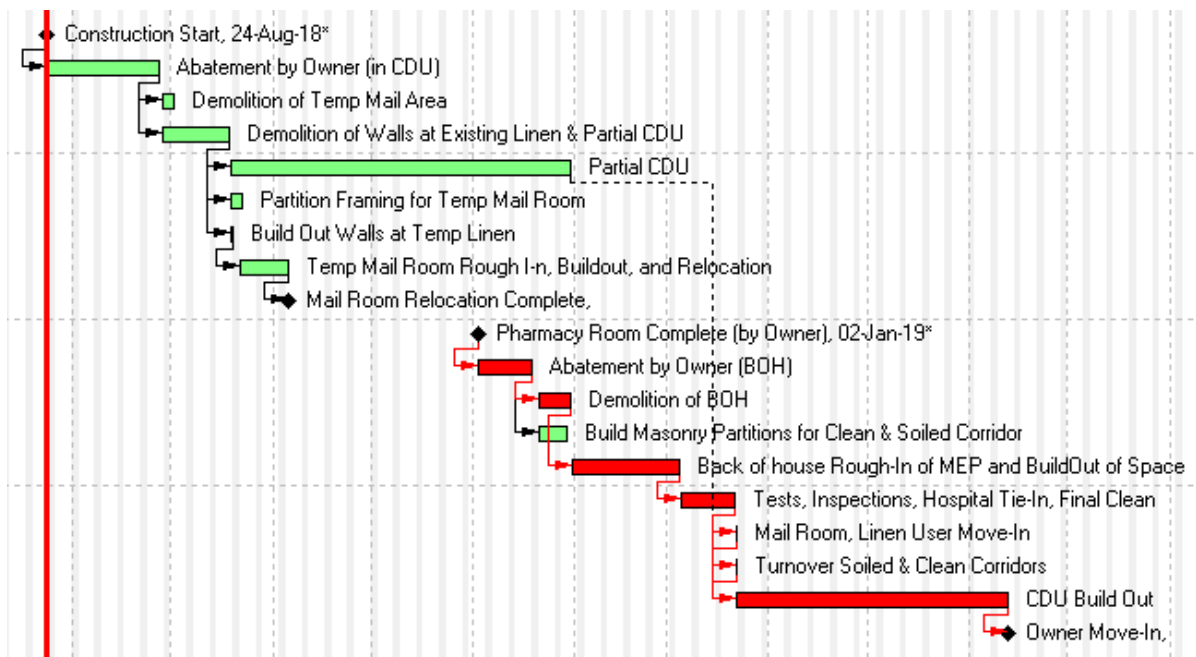 Construction Start, 24-Aug-18*
Abatement by Owner (in CDU)
Demolition of Temp Mail Area
Demolition of Walls at Existing Linen & Partial CDU
Partial CDU
Partition Framing for Temp Mail Room
Build Out Walls at Temp Linen
Temp Mail Room Rough I-n, Buildout, and Relocation
Mail Room Relocation Complete,
Pharmacy Room Complete (by Owner), 02-Jan-19*
Abatement by Owner (BOH)
Demolition of BOH
Build Masonry Partitions for Clean & Soiled Corridor
Back of house Rough-In of MEP and BuildOut of Space
Tests, Inspections, Hospital Tie-In, Final Clean
Mail Room, Linen User Move-In
Turnover Soiled & Clean Corridors
CDU Build Out
Owner Move-In,